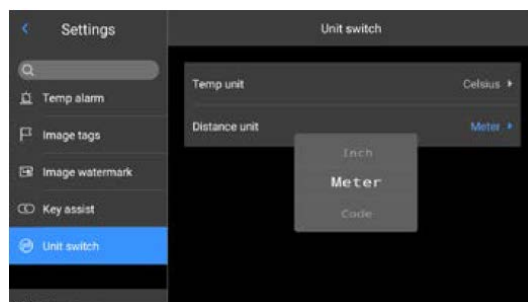 Settings
Unit switch
Temp alarm
Image tags
Image watermark
Key assist
Unit switch
Temp unit
Celsius
Distance unit
Meter
Inch
Meter
Code